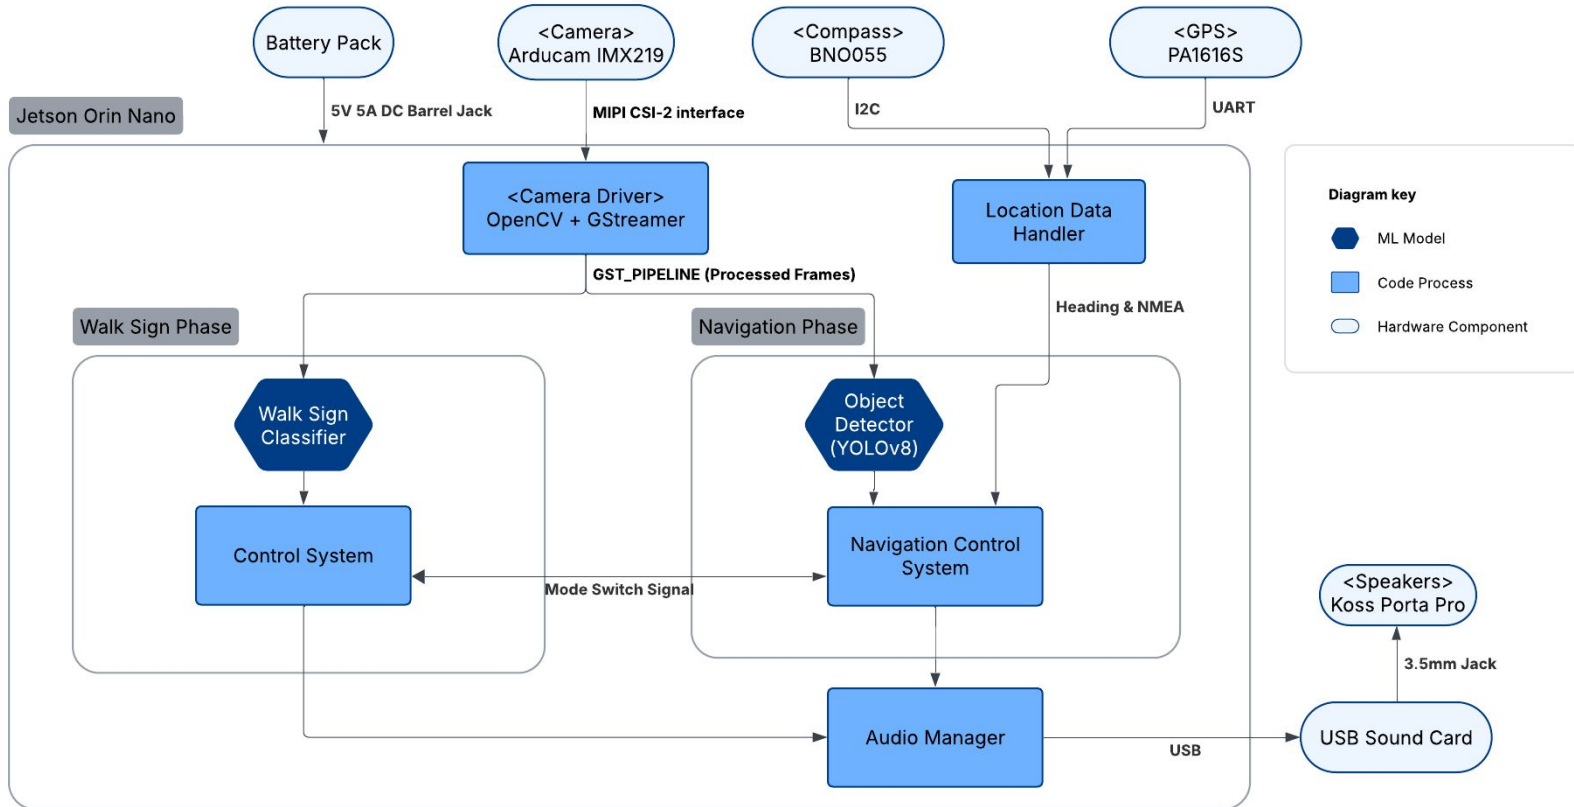 Battery Pack
<Camera>
Arducam IMX219
<Compass>
BNO055
<GPS>
PA1616S
5V 5A DC Barrel Jack
MIPI CSI-2 interface
I2C
UART
Jetson Orin Nano
<Camera Driver>
OpenCV + GStreamer
Location Data
Handler
Diagram key
ML Model
Code Process
Hardware Component
GST_PIPELINE (Processed Frames)
Heading & NMEA
Walk Sign Phase
Navigation Phase
Walk Sign
Classifier
Object
Detector
(YOLOv8)
Control System
Navigation Control
System
Mode Switch Signal
<Speakers>
Koss Porta Pro
3.5mm Jack
Audio Manager
USB
USB Sound Card